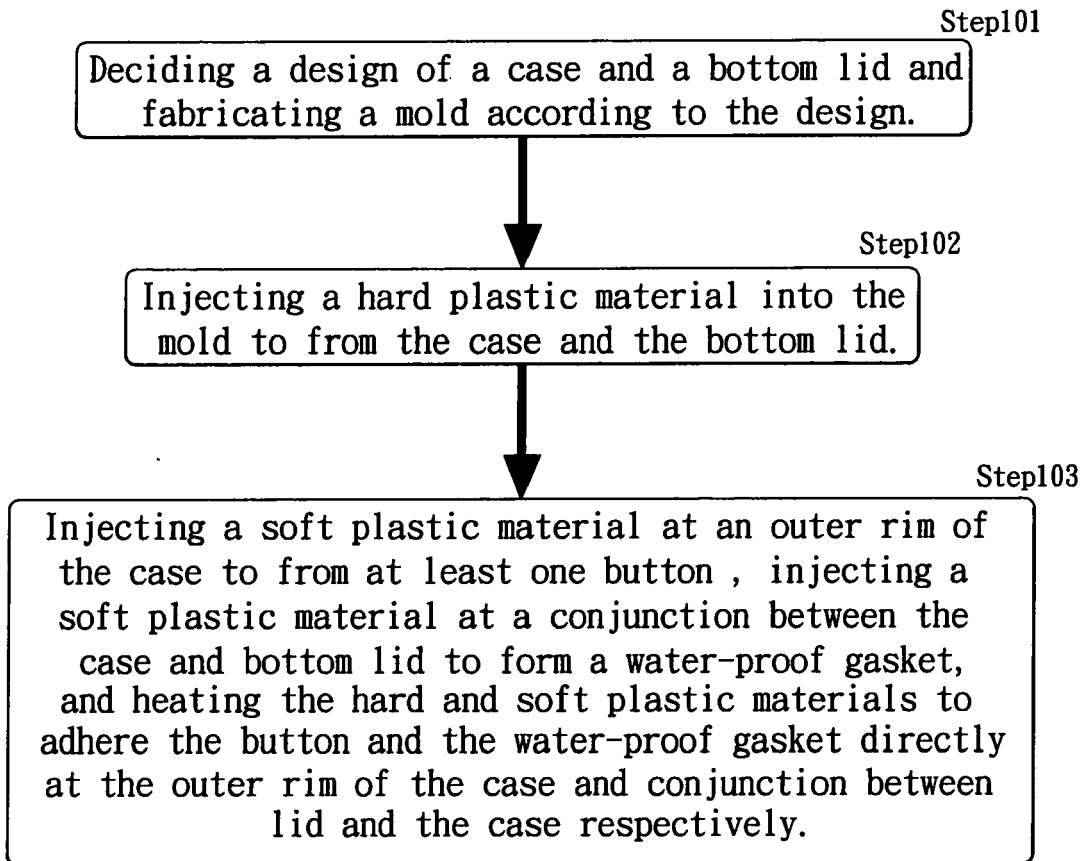 Step101
Deciding a design of a case and a bottom lid and
fabricating a mold according to the design.
Step102
Injecting a hard plastic material into the
mold to from the case and the bottom lid.
Step103
Injecting a soft plastic material at an outer rim of
the case to from at least one button , injecting a
soft plastic material at a conjunction between the
case and bottom lid to form a water-proof gasket,
and heating the hard and soft plastic materials to
adhere the button and the water-proof gasket directly
at the outer rim of the case and conjunction between
lid and the case respectively.